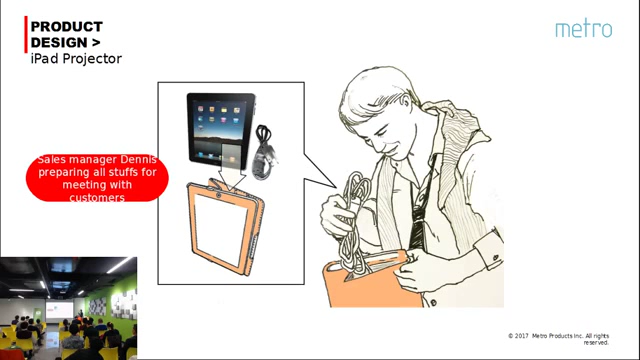 PRODUCT
DESIGN >
iPad Projector
metro
Sales manager Dennis
preparing all stuffs for
meeting with
customers
© 2017 Metro Products Inc. All rights
reserved.